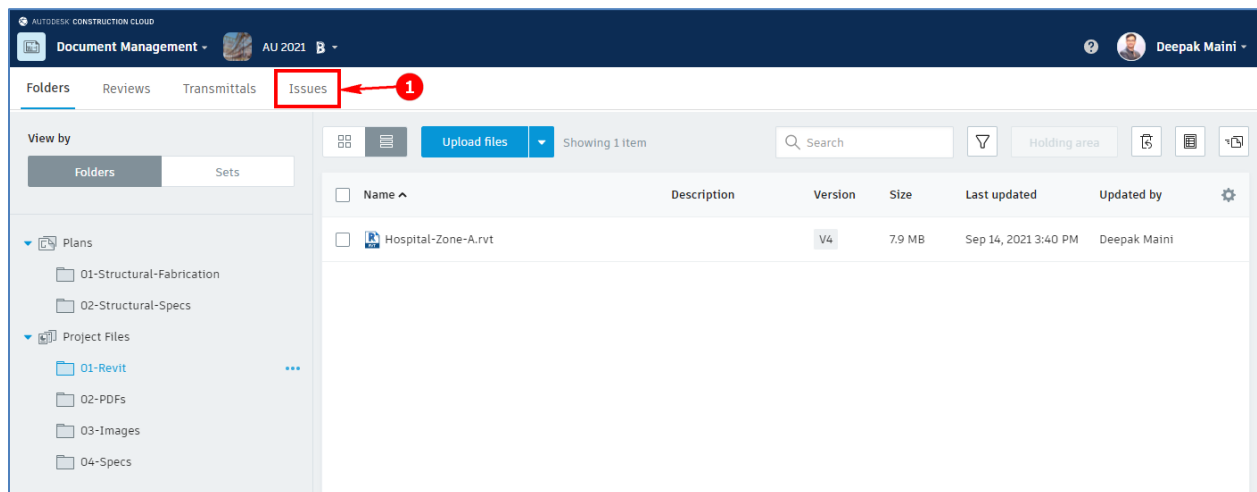 AUTODESK CONSTRUCTION CLOUD
Document Management AU 2021 B Deepak Maini
Folders Reviews Transmittals Issues 1
View by
Folders Sets
Upload files Showing 1 item Search Holding area
Name Description Version Size Last updated Updated by
Hospital-Zone-A.rvt V4 7.9 MB Sep 14, 2021 3:40 PM Deepak Maini
Plans
01-Structural-Fabrication
02-Structural-Specs
Project Files
01-Revit
02-PDFs
03-Images
04-Specs